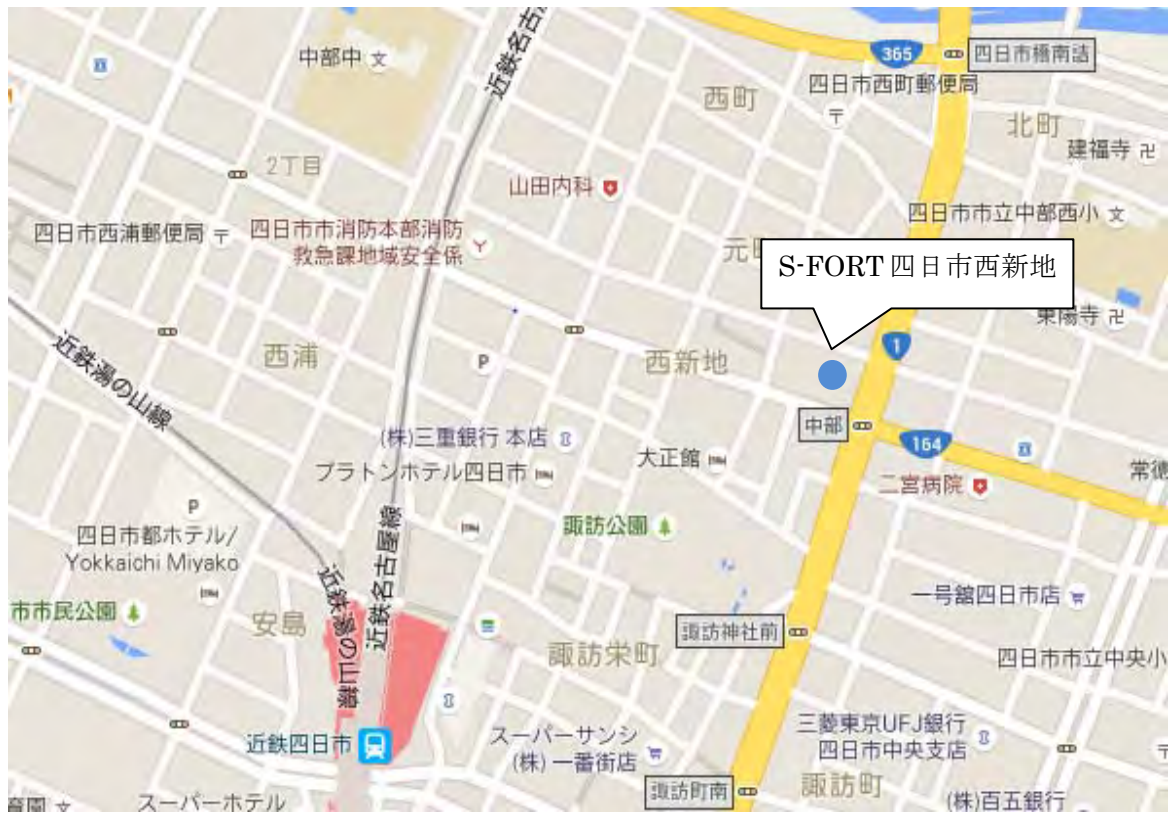 近鉄名古
中部中
365
四日市橋南詰
西町
四日市西町郵便局
北町
建福寺
2丁目
山田内科
四日市市立中部西小
四日市西浦郵便局
四日市市消防本部消防
救急課地域安全係
元
S-FORT 四日市西新地
東陽寺
近鉄湯の山線
西浦
P
西新地
1
(株)三重銀行 本店
中部
164
大正館
プラトンホテル四日市
二宮病院
常徳
P
四日市都ホテル/
Yokkaichi Miyako
諏訪公園
近鉄名古屋線
近鉄湯の山線
一号舘四日市店
市市民公園
安島
諏訪神社前
諏訪栄町
四日市市立中央小
近鉄四日市
スーパーサンシ
(株) 一番街店
三菱東京UFJ銀行
四日市中央支店
諏訪町南
諏訪町
育園
スーパーホテル
(株)百五銀行